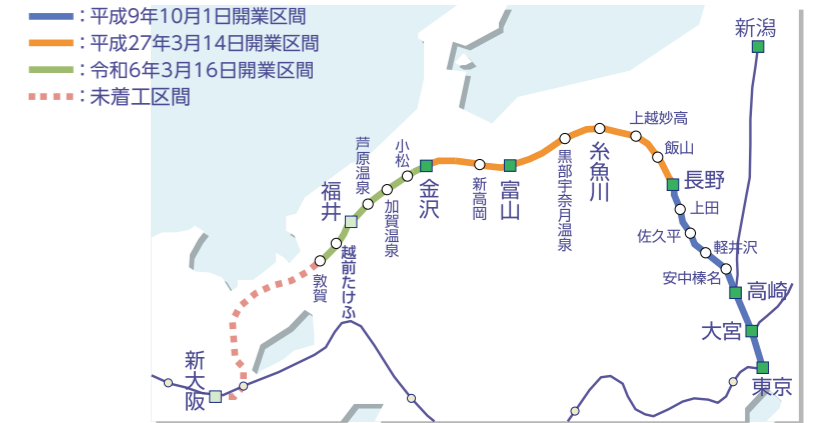 ：平成9年10月1日開業区間
：平成27年3月14日開業区間
：令和6年3月16日開業区間
：未着工区間
新潟
上越妙高
飯山
長野
上田
佐久平
軽井沢
安中榛名
高崎
大宮
東京
糸魚川
黒部宇奈月温泉
富山
新高岡
金沢
小松
加賀温泉
芦原温泉
福井
越前たけふ
敦賀
新大阪